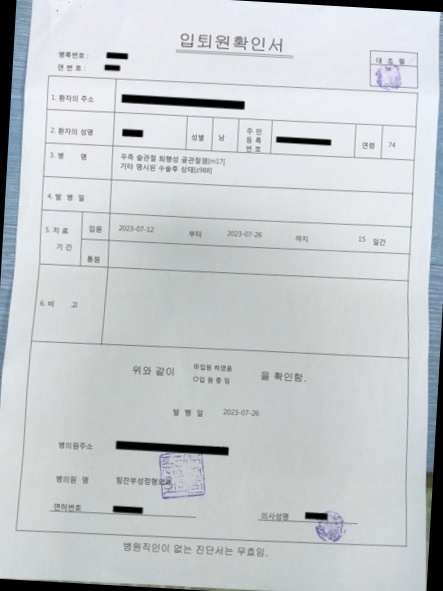 입퇴원확인서
병록번호 :
연 번호 :
대 조 필
1. 환자의 주소
2. 환자의 성명 성별 남 주 민 등 록 번 호 연령 74
3. 병 명 우측 슬관절 퇴행성 골관절염[m17]
기타 명시된 수술후 상태[z988]
4. 발 병 일
5. 치 료 기 간 입원 2023-07-12 부터 2023-07-26 까지 15 일간
통원
6. 비 고
위와 같이 ⊙입원 하였음 을 확인함.
○입 원 중 임
발 행 일 2023-07-26
병의원주소
병의원 명 힘찬부성정형외과
면허번호 의사성명
병원직인이 없는 진단서는 무효임.